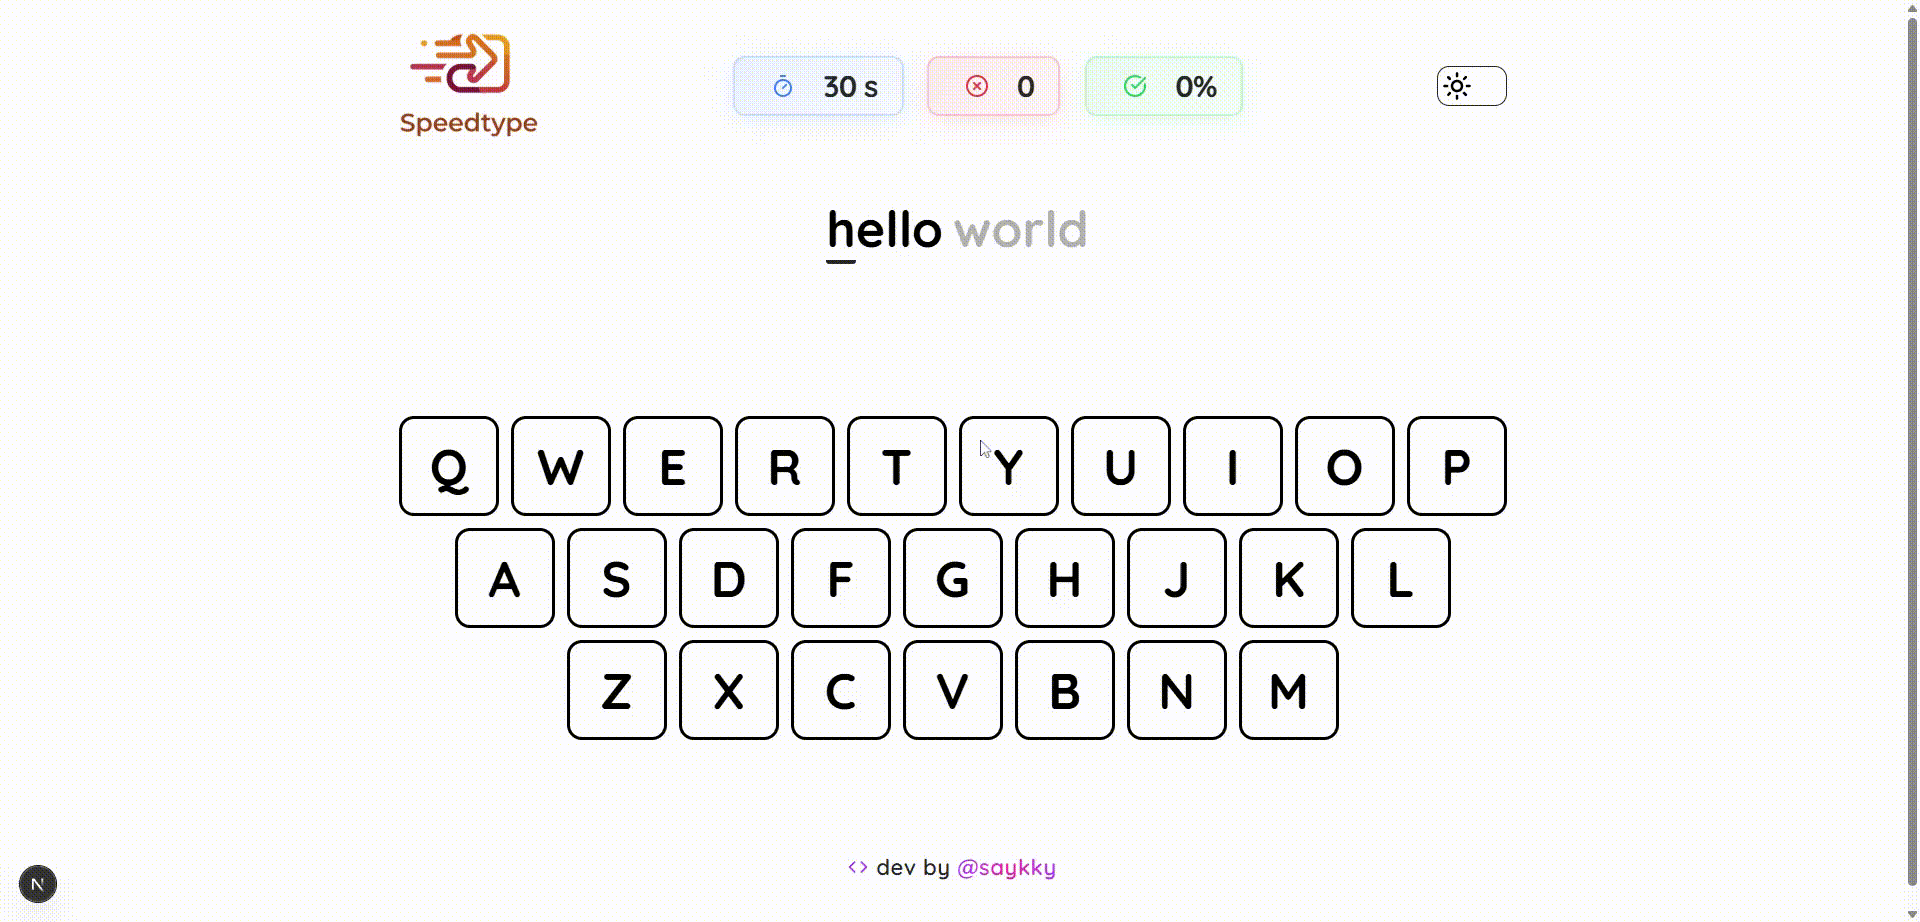 Speedtype
30 s
0
0%
hello world
Q W E R T Y U I O P
A S D F G H J K L
Z X C V B N M
<> dev by @saykky
N